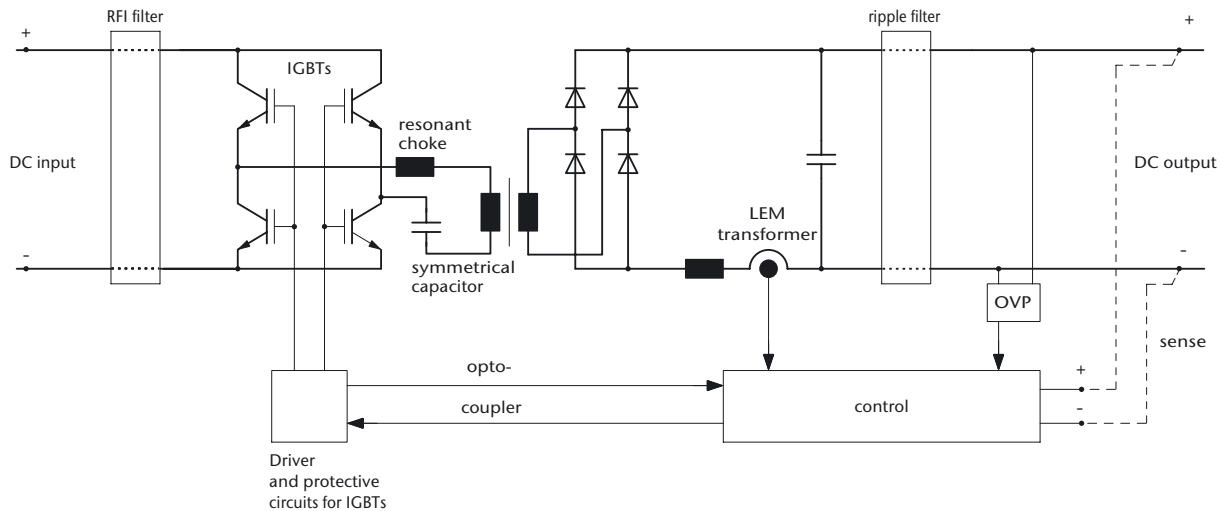 RFI filter
ripple filter
+
+
IGBTs
resonant
choke
DC input
DC output
LEM
transformer
-
-
symmetrical
capacitor
OVP
sense
opto-
+
coupler
control
-
Driver
and protective
circuits for IGBTs